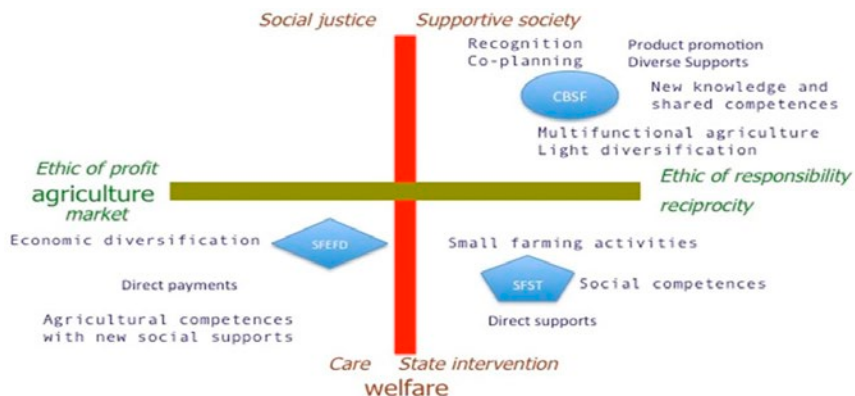 Social justice
Supportive society
Recognition
Co-planning
Product promotion
Diverse Supports
CBSF
New knowledge and
shared competences
Multifunctional agriculture
Light diversification
Ethic of profit
agriculture
market
Ethic of responsibility
reciprocity
Economic diversification
SFEFD
Small farming activities
Direct payments
SFST
Social competences
Agricultural competences
with new social supports
Direct supports
Care
State intervention
welfare